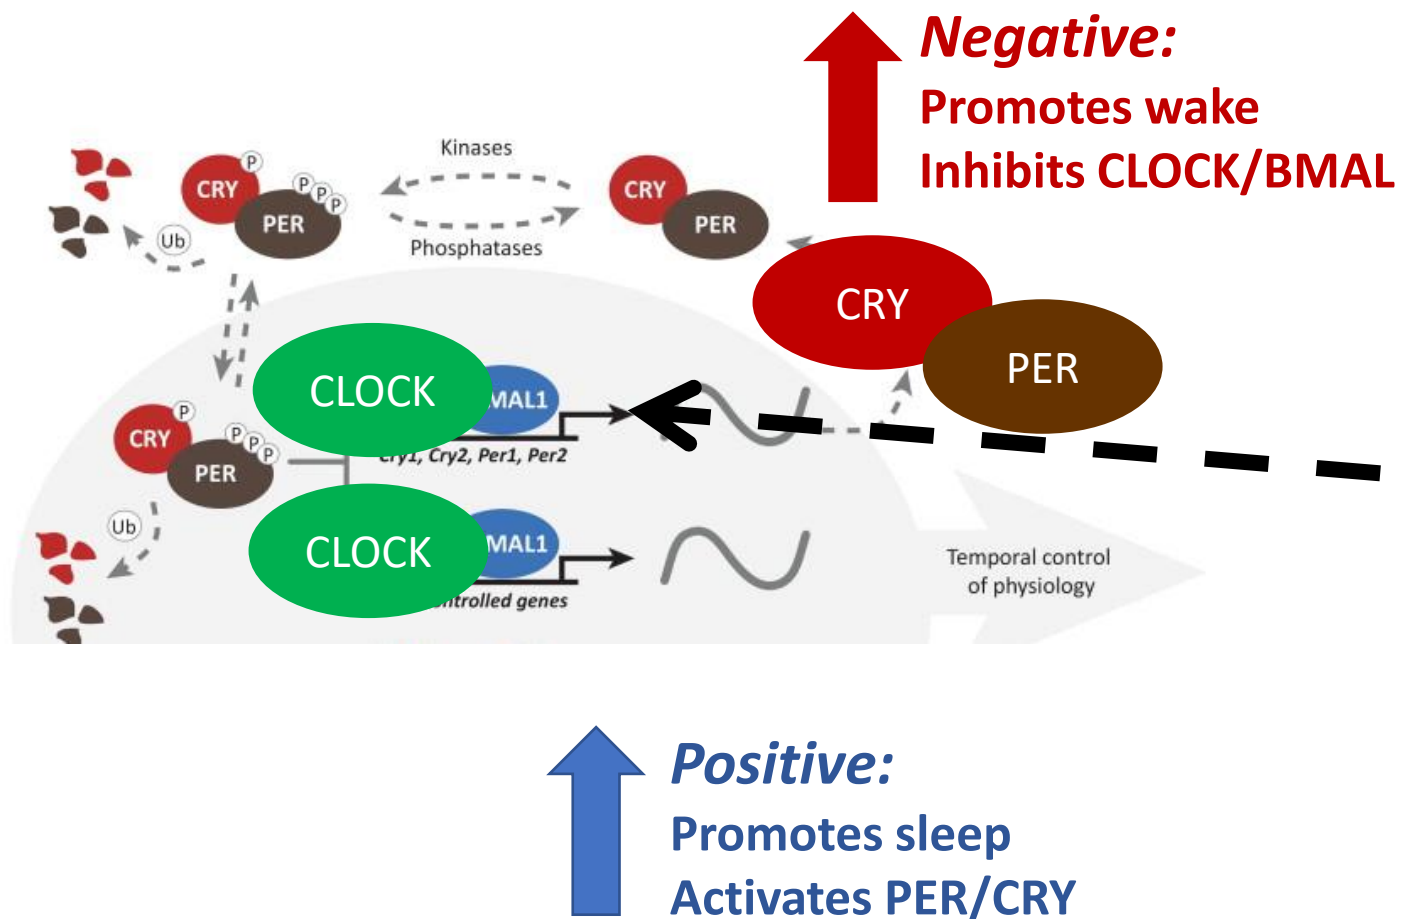 Negative:
Promotes wake
Inhibits CLOCK/BMAL
Kinases
Phosphatases
P
CRY
P
P
P
PER
Ub
CRY
PER
CRY
PER
CLOCK
MAL1
Cry1, Cry2, Per1, Per2
P
CRY
P
P
P
PER
Ub
CLOCK
MAL1
genes
Temporal control
of physiology
Positive:
Promotes sleep
Activates PER/CRY